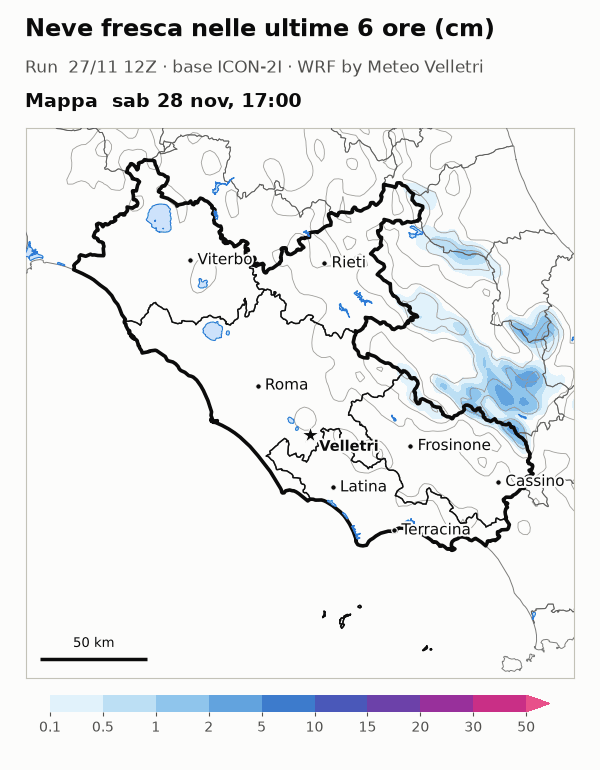 Neve fresca nelle ultime 6 ore (cm)
Run 27/11 12Z · base ICON-2I · WRF by Meteo Velletri
Mappa sab 28 nov, 17:00
Viterbo
Rieti
Roma
Velletri
Frosinone
Cassino
Latina
Terracina
50 km
0.1 0.5 1 2 5 10 15 20 30 50